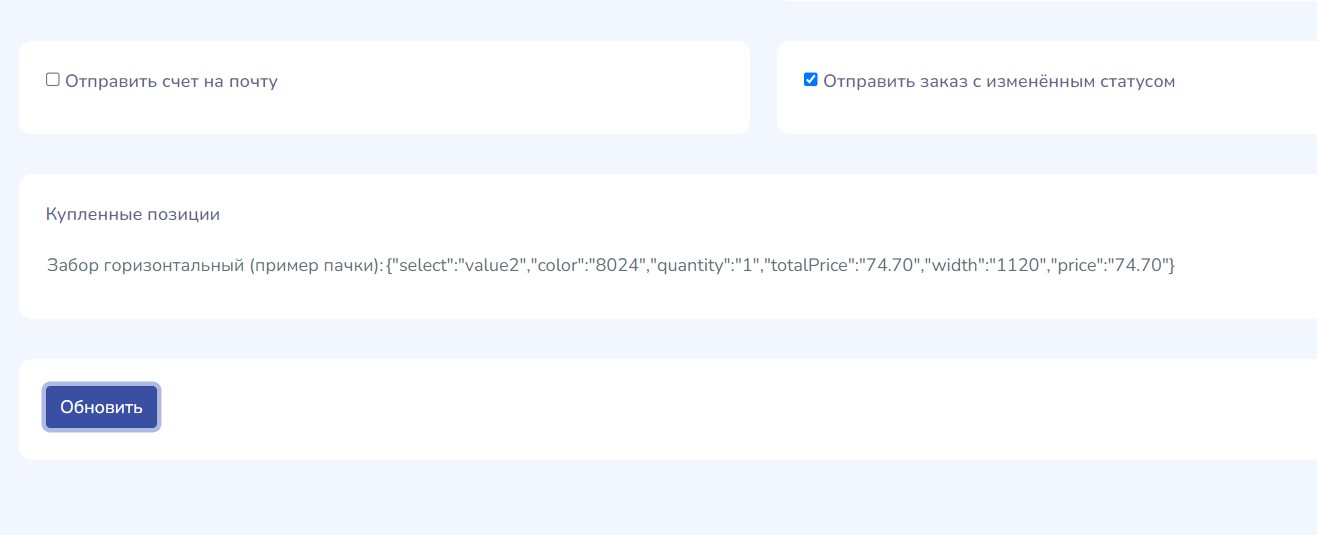 Отправить счет на почту
Отправить заказ с изменённым статусом
Купленные позиции
Забор горизонтальный (пример пачки):{"select":"value2","color":"8024","quantity":"1","totalPrice":"74.70","width":"1120","price":"74.70"}
Обновить